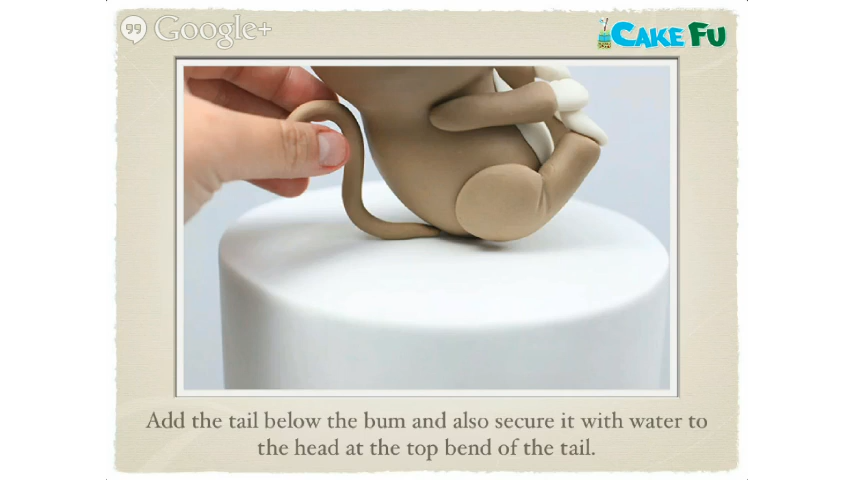 Google+
CAKE FU
Add the tail below the bum and also secure it with water to
the head at the top bend of the tail.